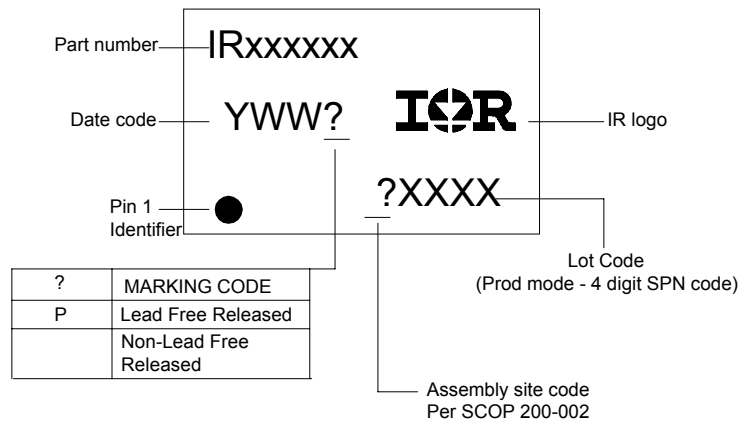 Part number
IRxxxxxx
Date code
YWW?
IOR
IR logo
?XXXX
Pin 1
Identifier
Lot Code
(Prod mode - 4 digit SPN code)
? MARKING CODE
P Lead Free Released
Non-Lead Free
Released
Assembly site code
Per SCOP 200-002